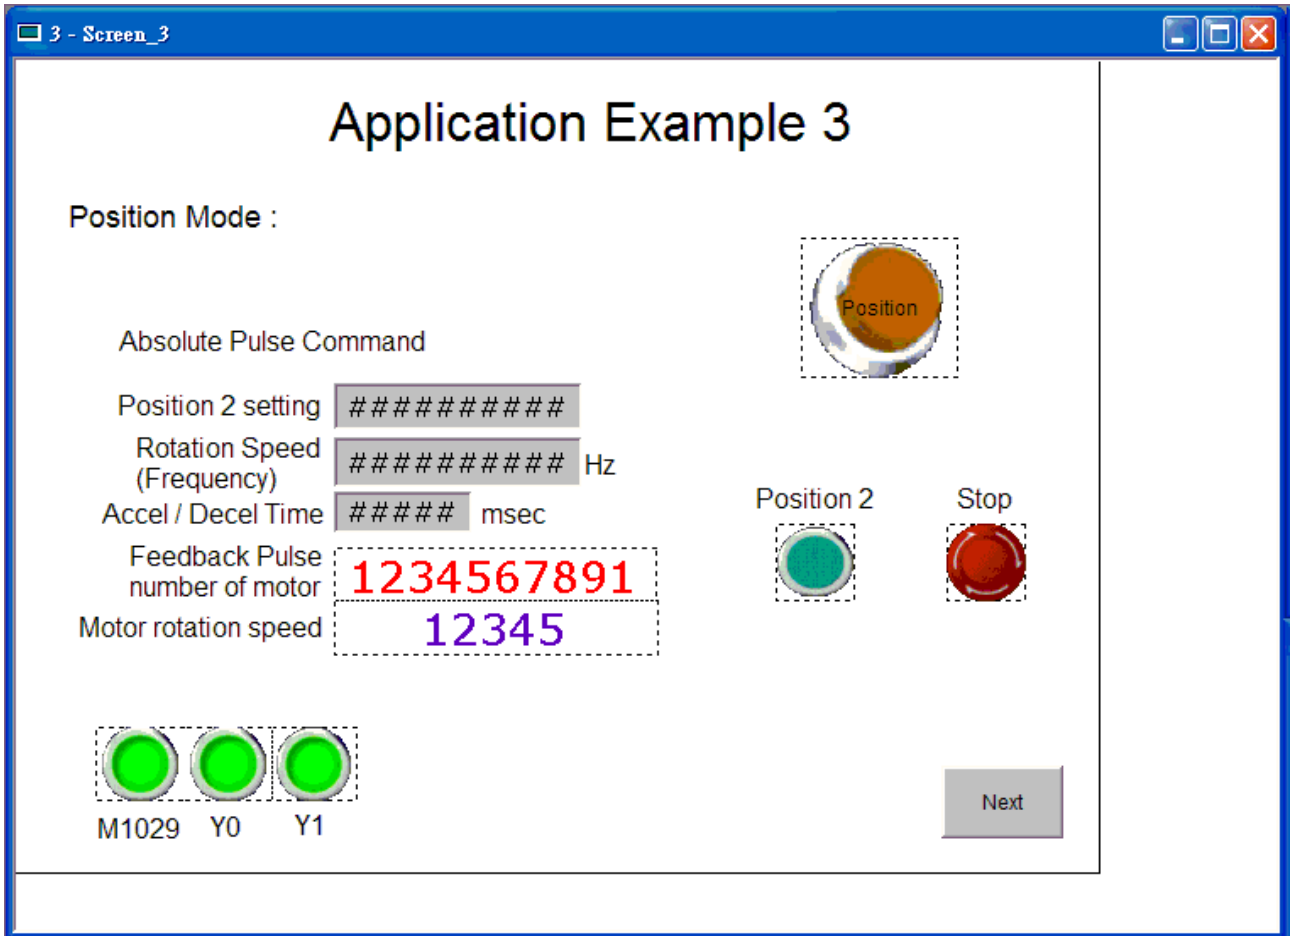 3 - Screen_3
Application Example 3
Position Mode :
Position
Absolute Pulse Command
Position 2 setting ##########
Rotation Speed
(Frequency) ########## Hz
Accel / Decel Time ##### msec
Position 2 Stop
Feedback Pulse
number of motor 1234567891
Motor rotation speed 12345
M1029 Y0 Y1
Next